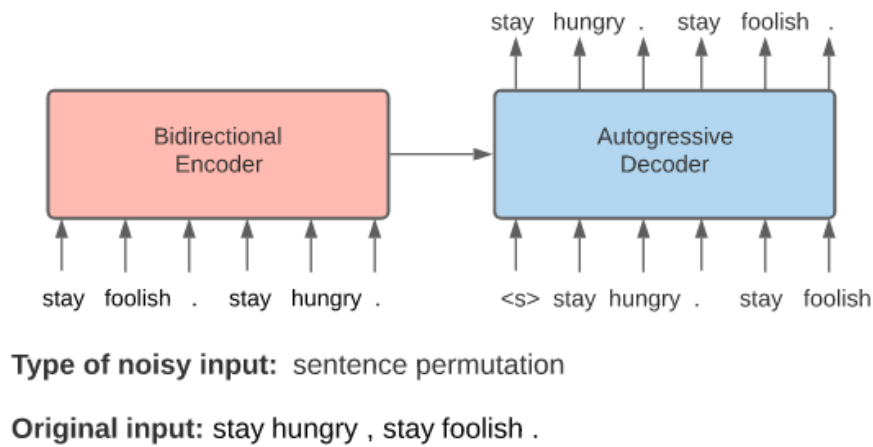 stay hungry . stay foolish .
Bidirectional
Encoder
Autogressive
Decoder
stay foolish . stay hungry .
<s> stay hungry . stay foolish
Type of noisy input: sentence permutation
Original input: stay hungry , stay foolish .